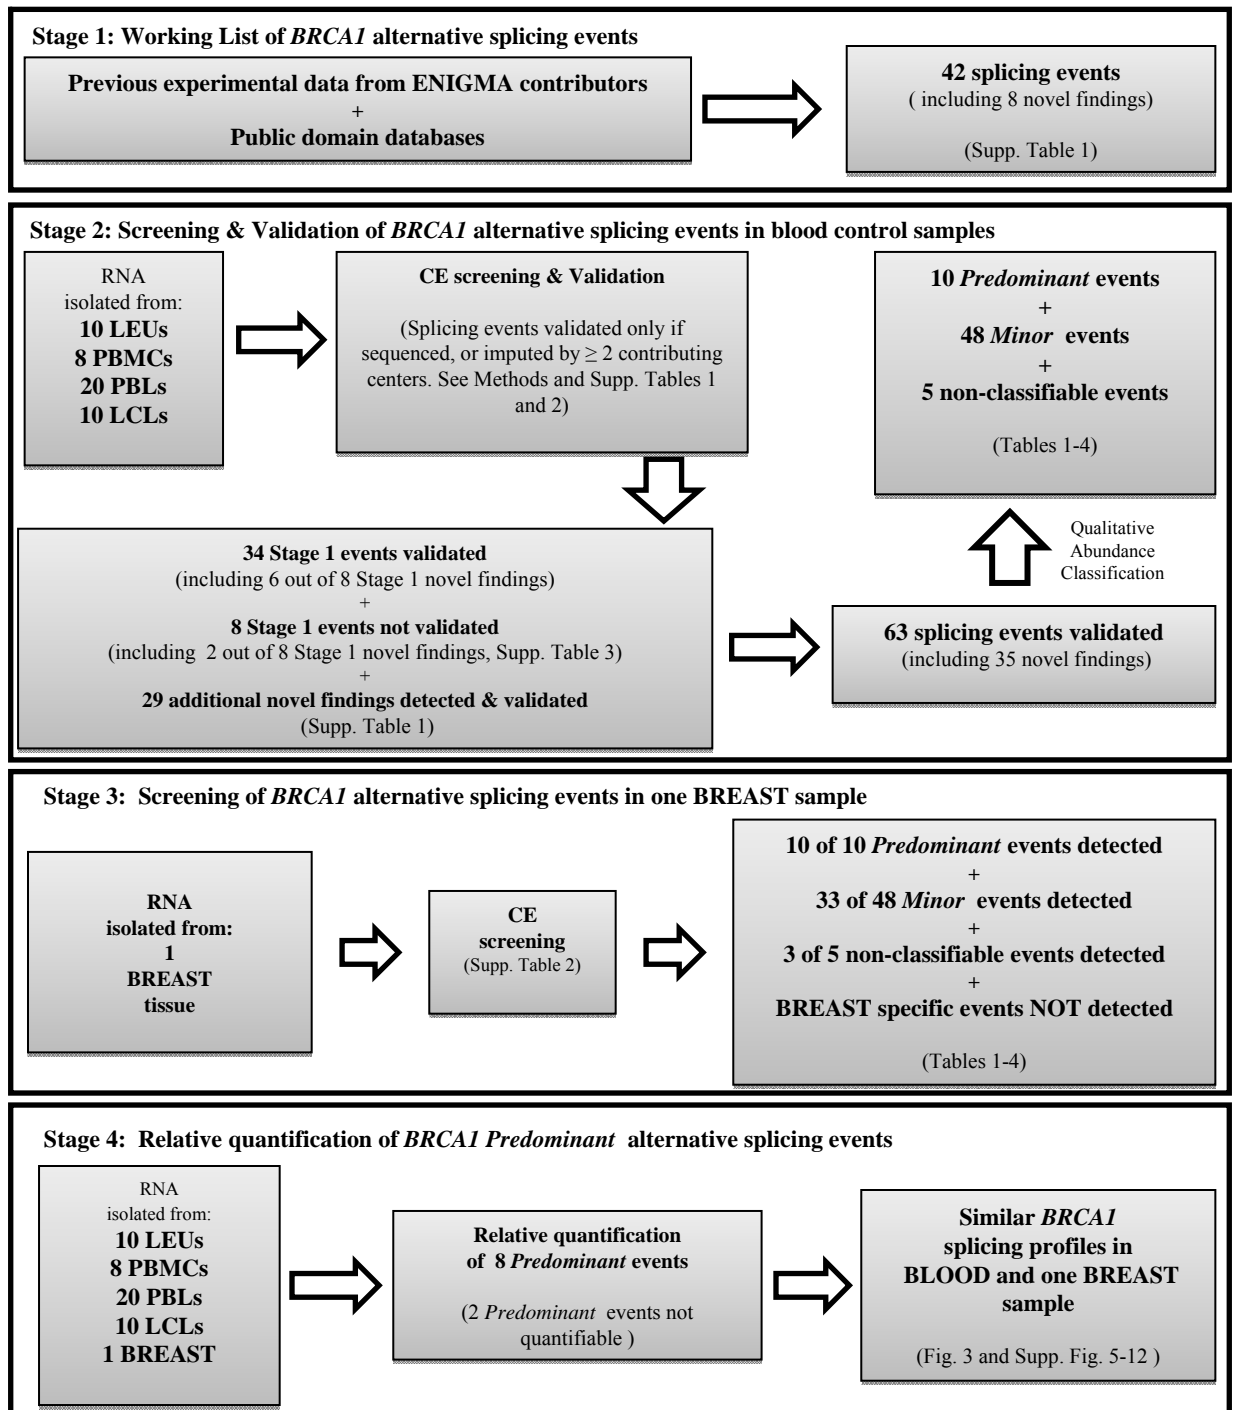 Stage 1: Working List of BRCA1 alternative splicing events
Previous experimental data from ENIGMA contributors
+
Public domain databases
42 splicing events
( including 8 novel findings)
(Supp. Table 1)
Stage 2: Screening & Validation of BRCA1 alternative splicing events in blood control samples
RNA
isolated from:
10 LEUs
8 PBMCs
20 PBLs
10 LCLs
CE screening & Validation
(Splicing events validated only if
sequenced, or imputed by ≥ 2 contributing
centers. See Methods and Supp. Tables 1
and 2)
10 Predominant events
+
48 Minor events
+
5 non-classifiable events
(Tables 1-4)
34 Stage 1 events validated
(including 6 out of 8 Stage 1 novel findings)
+
8 Stage 1 events not validated
(including 2 out of 8 Stage 1 novel findings, Supp. Table 3)
+
29 additional novel findings detected & validated
(Supp. Table 1)
63 splicing events validated
(including 35 novel findings)
Qualitative
Abundance
Classification
Stage 3: Screening of BRCA1 alternative splicing events in one BREAST sample
RNA
isolated from:
1
BREAST
tissue
CE
screening
(Supp. Table 2)
10 of 10 Predominant events detected
+
33 of 48 Minor events detected
+
3 of 5 non-classifiable events detected
+
BREAST specific events NOT detected
(Tables 1-4)
Stage 4: Relative quantification of BRCA1 Predominant alternative splicing events
RNA
isolated from:
10 LEUs
8 PBMCs
20 PBLs
10 LCLs
1 BREAST
Relative quantification
of 8 Predominant events
(2 Predominant events not
quantifiable )
Similar BRCA1
splicing profiles in
BLOOD and one BREAST
sample
(Fig. 3 and Supp. Fig. 5-12 )